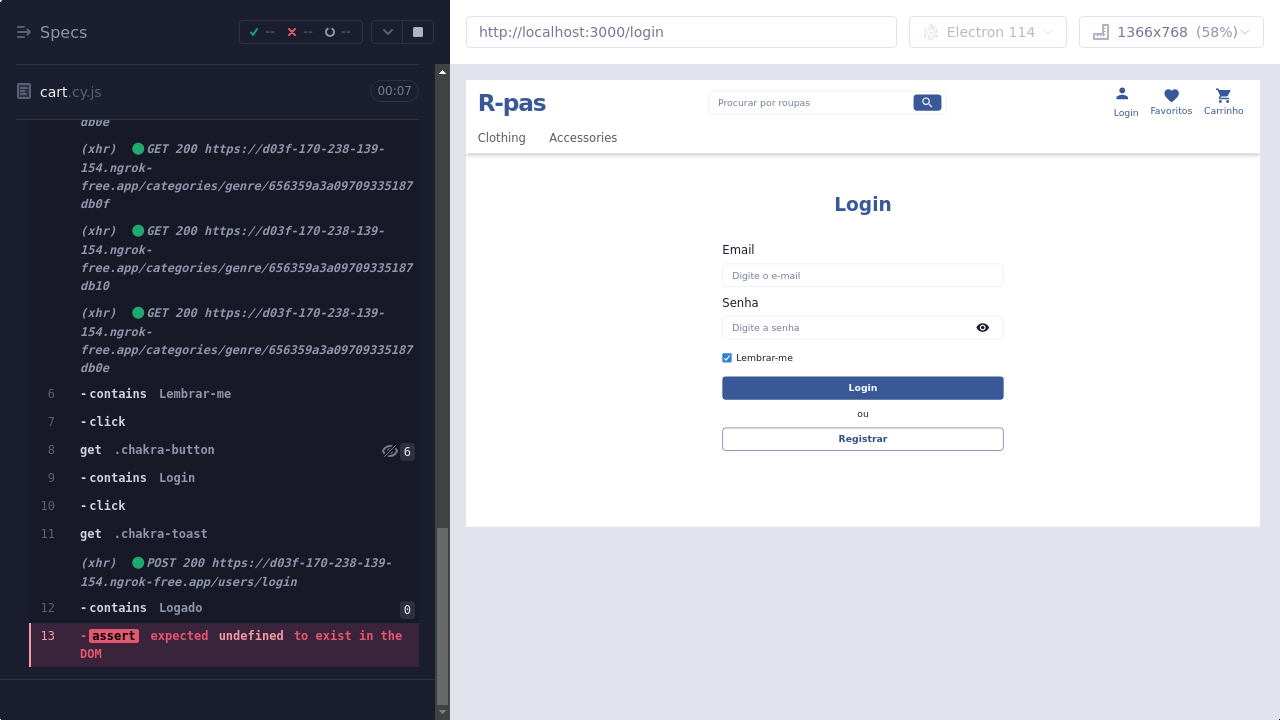 Specs
-- -- --
cart.cy.js 00:07
db0e
(xhr) GET 200 https://d03f-170-238-139-
154.ngrok-
free.app/categories/genre/656359a3a09709335187
db0f
(xhr) GET 200 https://d03f-170-238-139-
154.ngrok-
free.app/categories/genre/656359a3a09709335187
db10
(xhr) GET 200 https://d03f-170-238-139-
154.ngrok-
free.app/categories/genre/656359a3a09709335187
db0e
6 -contains Lembrar-me
7 -click
8 get .chakra-button 6
9 -contains Login
10 -click
11 get .chakra-toast
(xhr) POST 200 https://d03f-170-238-139-
154.ngrok-free.app/users/login
12 -contains Logado 0
13 -assert expected undefined to exist in the
DOM
http://localhost:3000/login
Electron 114
1366x768 (58%)
R-pas
Procurar por roupas
Login
Favoritos
Carrinho
Clothing Accessories
Login
Email
Digite o e-mail
Senha
Digite a senha
Lembrar-me
Login
ou
Registrar